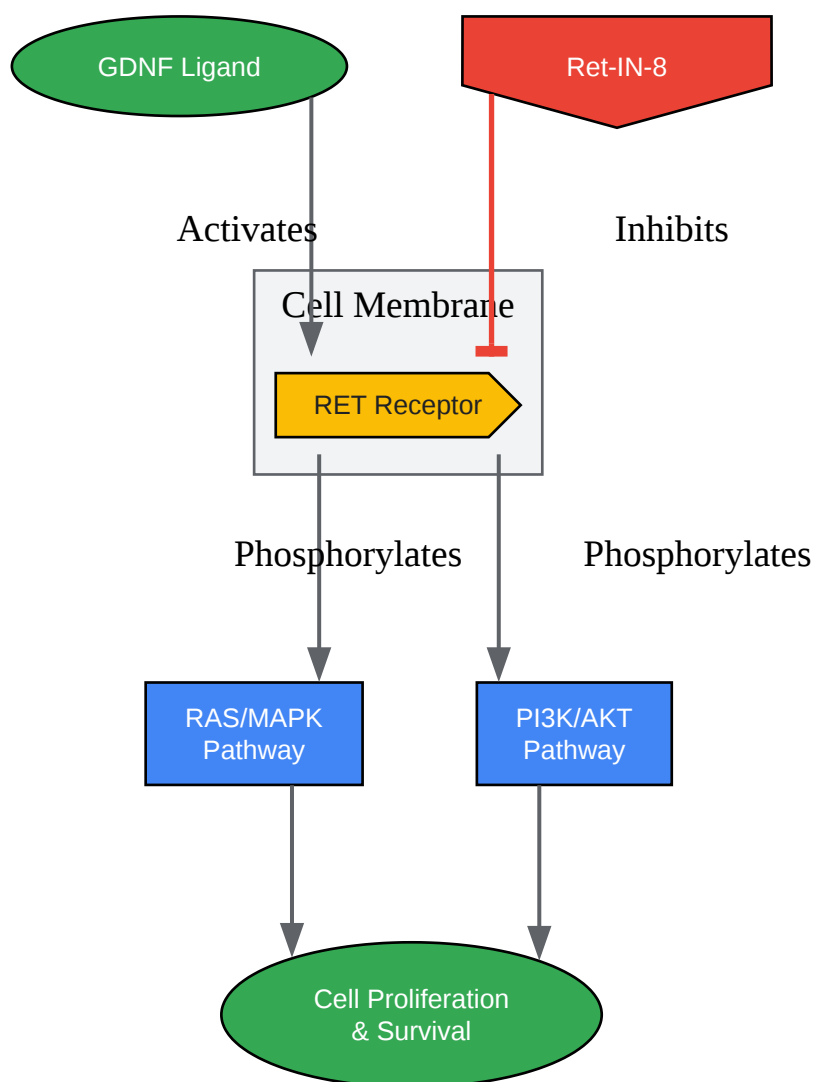 GDNF Ligand
Ret-IN-8
Activates
Inhibits
Cell Membrane
RET Receptor
Phosphorylates
Phosphorylates
RAS/MAPK
Pathway
PI3K/AKT
Pathway
Cell Proliferation
& Survival